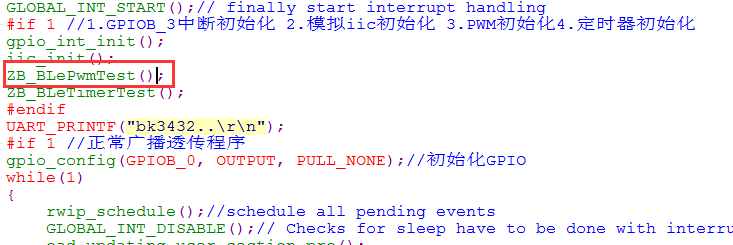 GLOBAL_INT_START();// finally start interrupt handling
#if 1 //1.GPIOB_3中断初始化 2.模拟iic初始化 3.PWM初始化4.定时器初始化
gpio_int_init();
iic_init();
ZB_BLePwmTest();
ZB_BLeTimerTest();
#endif
UART_PRINTF("bk3432..\r\n");
#if 1 //正常广播透传程序
gpio_config(GPIOB_0, OUTPUT, PULL_NONE);//初始化GPIO
while(1)
{
rwip_schedule();//schedule all pending events
GLOBAL_INT_DISABLE();// Checks for sleep have to be done with interru
oad_updating_user_section_pro();